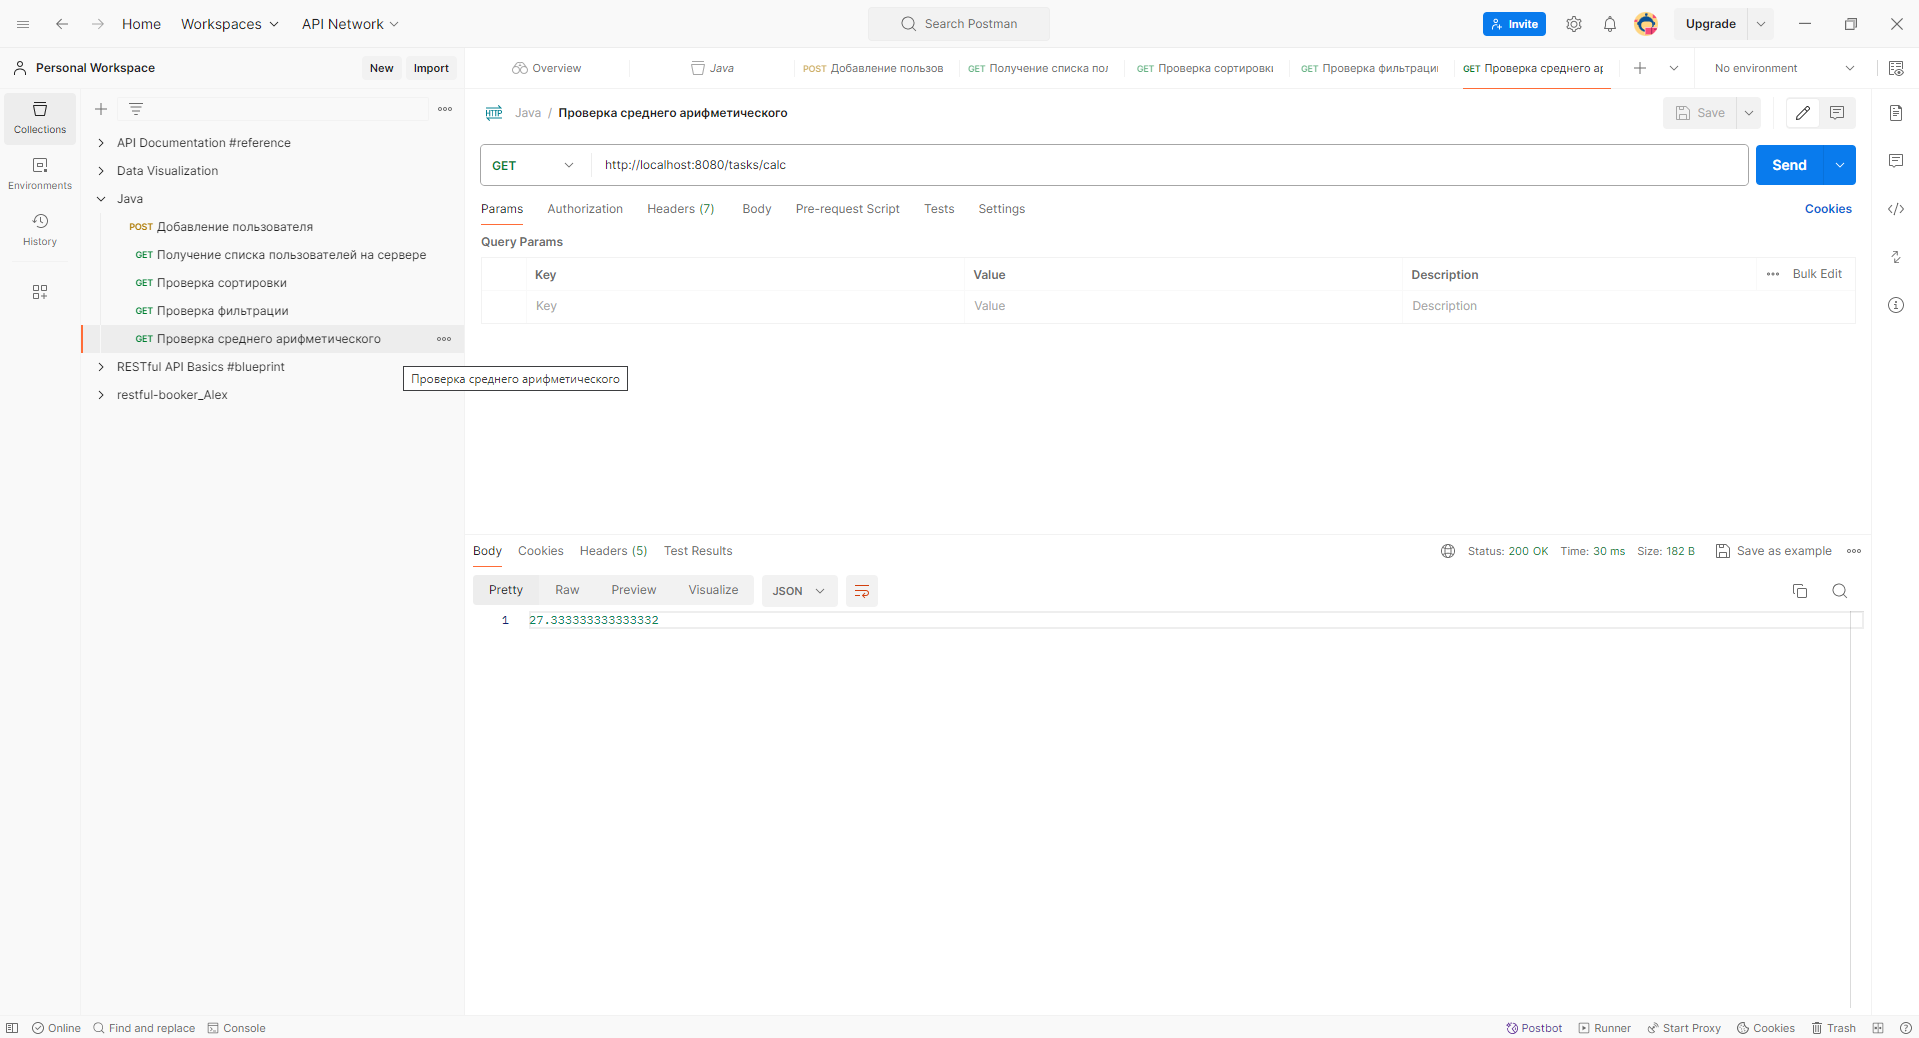 Home Workspaces API Network Search Postman Invite Upgrade
Personal Workspace New Import Overview Java POST Добавление пользов GET Получение списка пол GET Проверка сортировки GET Проверка фильтраци GET Проверка среднего ар No environment
Collections
Environments
History
API Documentation #reference
Data Visualization
Java
POST Добавление пользователя
GET Получение списка пользователей на сервере
GET Проверка сортировки
GET Проверка фильтрации
GET Проверка среднего арифметического
RESTful API Basics #blueprint
restful-booker_Alex
Проверка среднего арифметического
HTTP Java / Проверка среднего арифметического Save
GET http://localhost:8080/tasks/calc Send
Params Authorization Headers (7) Body Pre-request Script Tests Settings Cookies
Query Params
Key Value Description Bulk Edit
Key Value Description
Body Cookies Headers (5) Test Results Status: 200 OK Time: 30 ms Size: 182 B Save as example
Pretty Raw Preview Visualize JSON
1 27.333333333333332
Online Find and replace Console Postbot Runner Start Proxy Cookies Trash